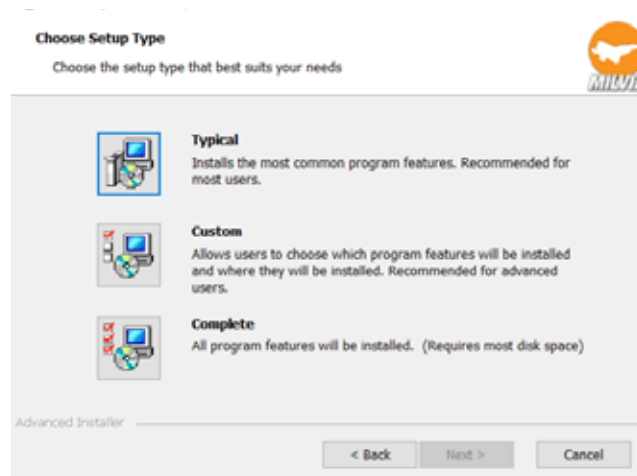 Choose Setup Type
Choose the setup type that best suits your needs
Typical
Installs the most common program features. Recommended for
most users.
Custom
Allows users to choose which program features will be installed
and where they will be installed. Recommended for advanced
users.
Complete
All program features will be installed. (Requires most disk space)
Advanced Installer
< Back
Next >
Cancel